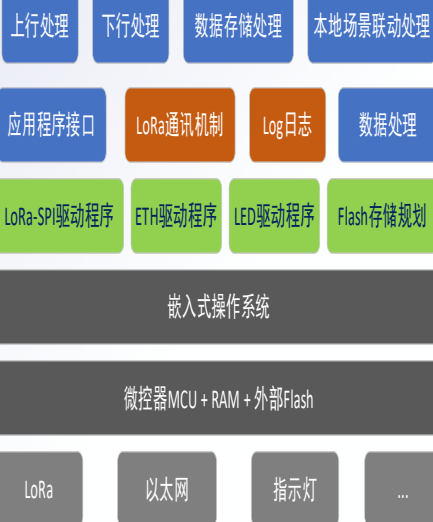 上行处理 下行处理 数据存储处理 本地场景联动处理
应用程序接口 LoRa通讯机制 Log日志 数据处理
LoRa-SPI驱动程序 ETH驱动程序 LED驱动程序 Flash存储规划
嵌入式操作系统
微控器MCU + RAM + 外部Flash
LoRa 以太网 指示灯 ...